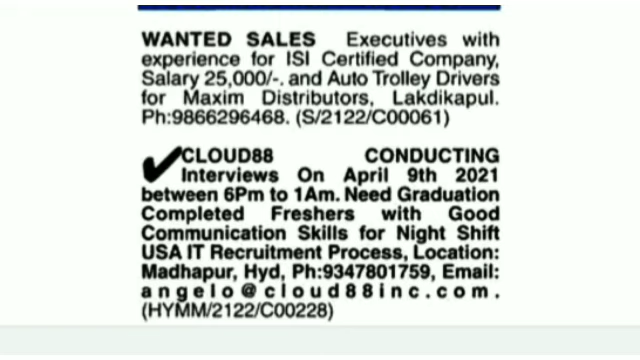 WANTED SALES Executives with
experience for ISI Certified Company,
Salary 25,000/-. and Auto Trolley Drivers
for Maxim Distributors, Lakdikapul.
Ph:9866296468. (S/2122/C00061)
CLOUD88 CONDUCTING
Interviews On April 9th 2021
between 6Pm to 1Am. Need Graduation
Completed Freshers with Good
Communication Skills for Night Shift
USA IT Recruitment Process, Location:
Madhapur, Hyd, Ph:9347801759, Email:
angelo@cloud88inc.com.
(HYMM/2122/C00228)